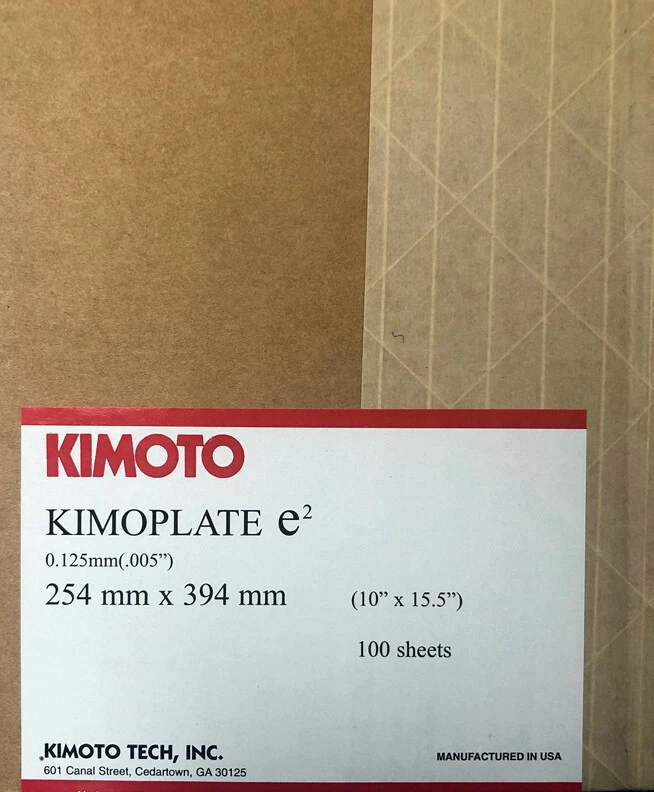 KIMOTO
KIMOPLATE e²
0.125mm(.005”)
254 mm x 394 mm (10” x 15.5”)
100 sheets
KIMOTO TECH, INC.
601 Canal Street, Cedartown, GA 30125
MANUFACTURED IN USA